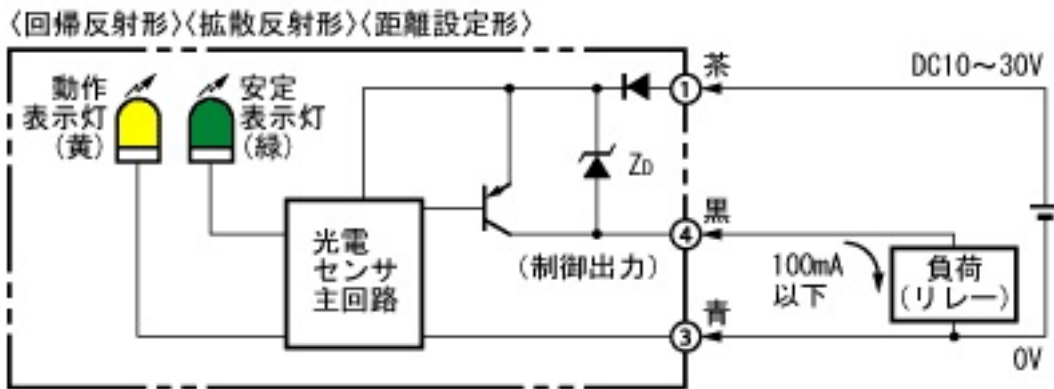 〈回帰反射形〉〈拡散反射形〉〈距離設定形〉
動作
表示灯
(黄)
安定
表示灯
(緑)
光電
センサ
主回路
ZD
(制御出力)
1
茶
DC10~30V
4
黒
100mA
以下
負荷
(リレー)
3
青
0V